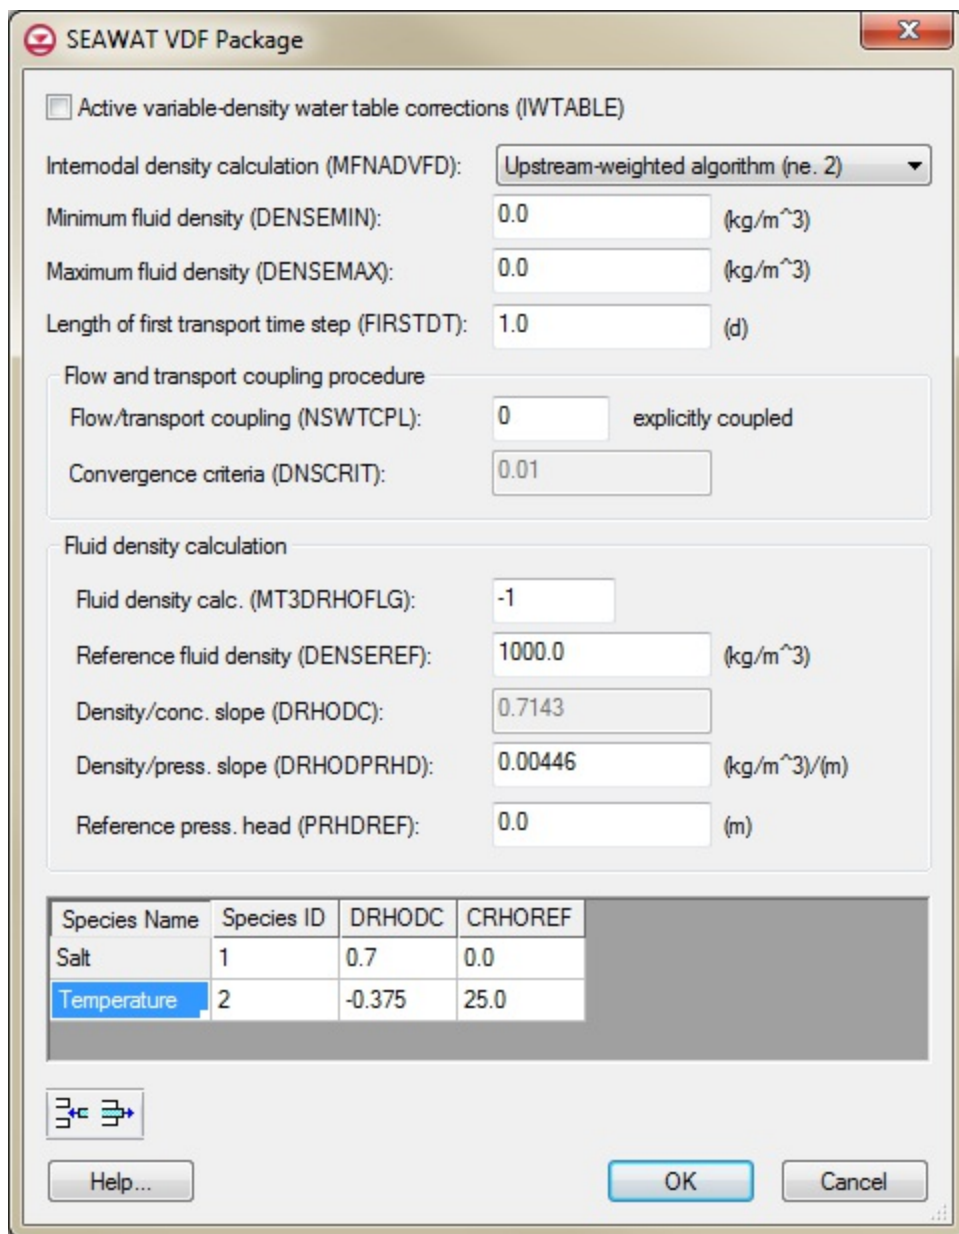 SEAWAT VDF Package
Active variable-density water table corrections (IWTABLE)
Internodal density calculation (MFNADVFD): Upstream-weighted algorithm (ne. 2)
Minimum fluid density (DENSEMIN): 0.0 (kg/m^3)
Maximum fluid density (DENSEMAX): 0.0 (kg/m^3)
Length of first transport time step (FIRSTDT): 1.0 (d)
Flow and transport coupling procedure
Flow/transport coupling (NSWTCPL): 0 explicitly coupled
Convergence criteria (DNSCRIT): 0.01
Fluid density calculation
Fluid density calc. (MT3DRHOFLG): -1
Reference fluid density (DENSEREF): 1000.0 (kg/m^3)
Density/conc. slope (DRHODC): 0.7143
Density/press. slope (DRHODPRHD): 0.00446 (kg/m^3)/(m)
Reference press. head (PRHDREF): 0.0 (m)
Species Name Species ID DRHODC CRHOREF
Salt 1 0.7 0.0
Temperature 2 -0.375 25.0
Help... OK Cancel